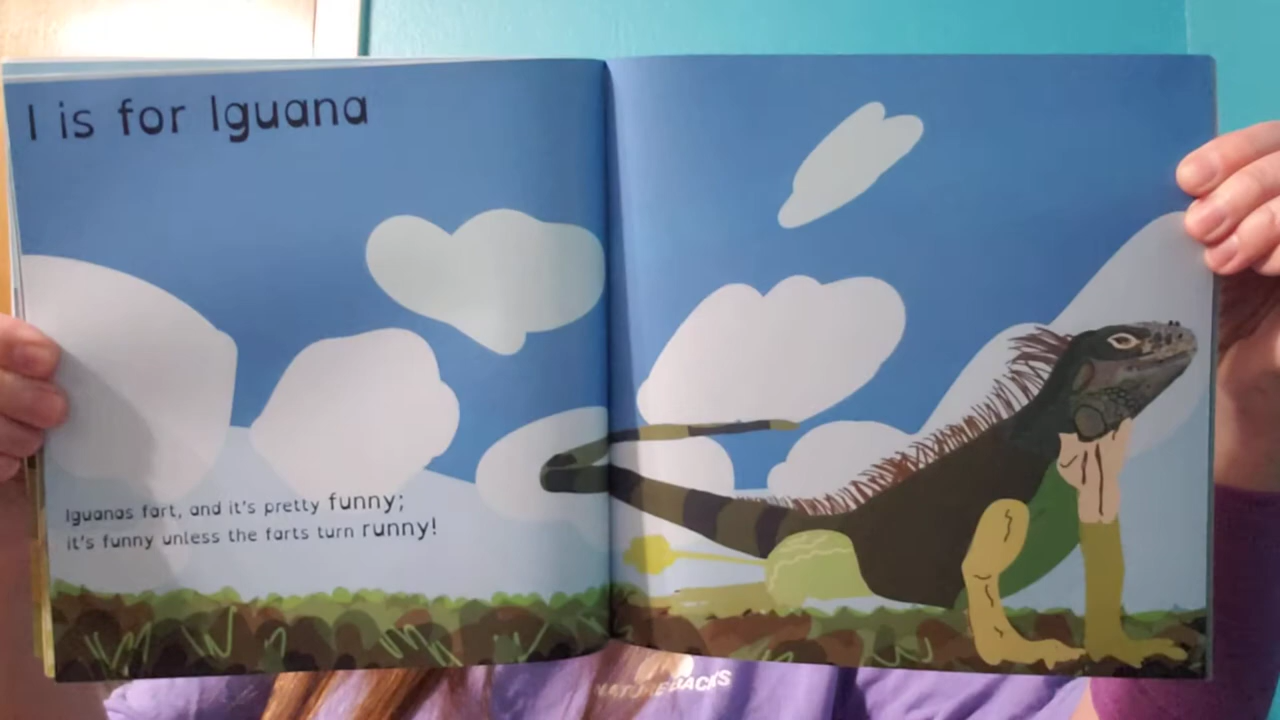 I is for Iguana
Iguanas fart, and it's pretty funny;
it's funny unless the farts turn runny!